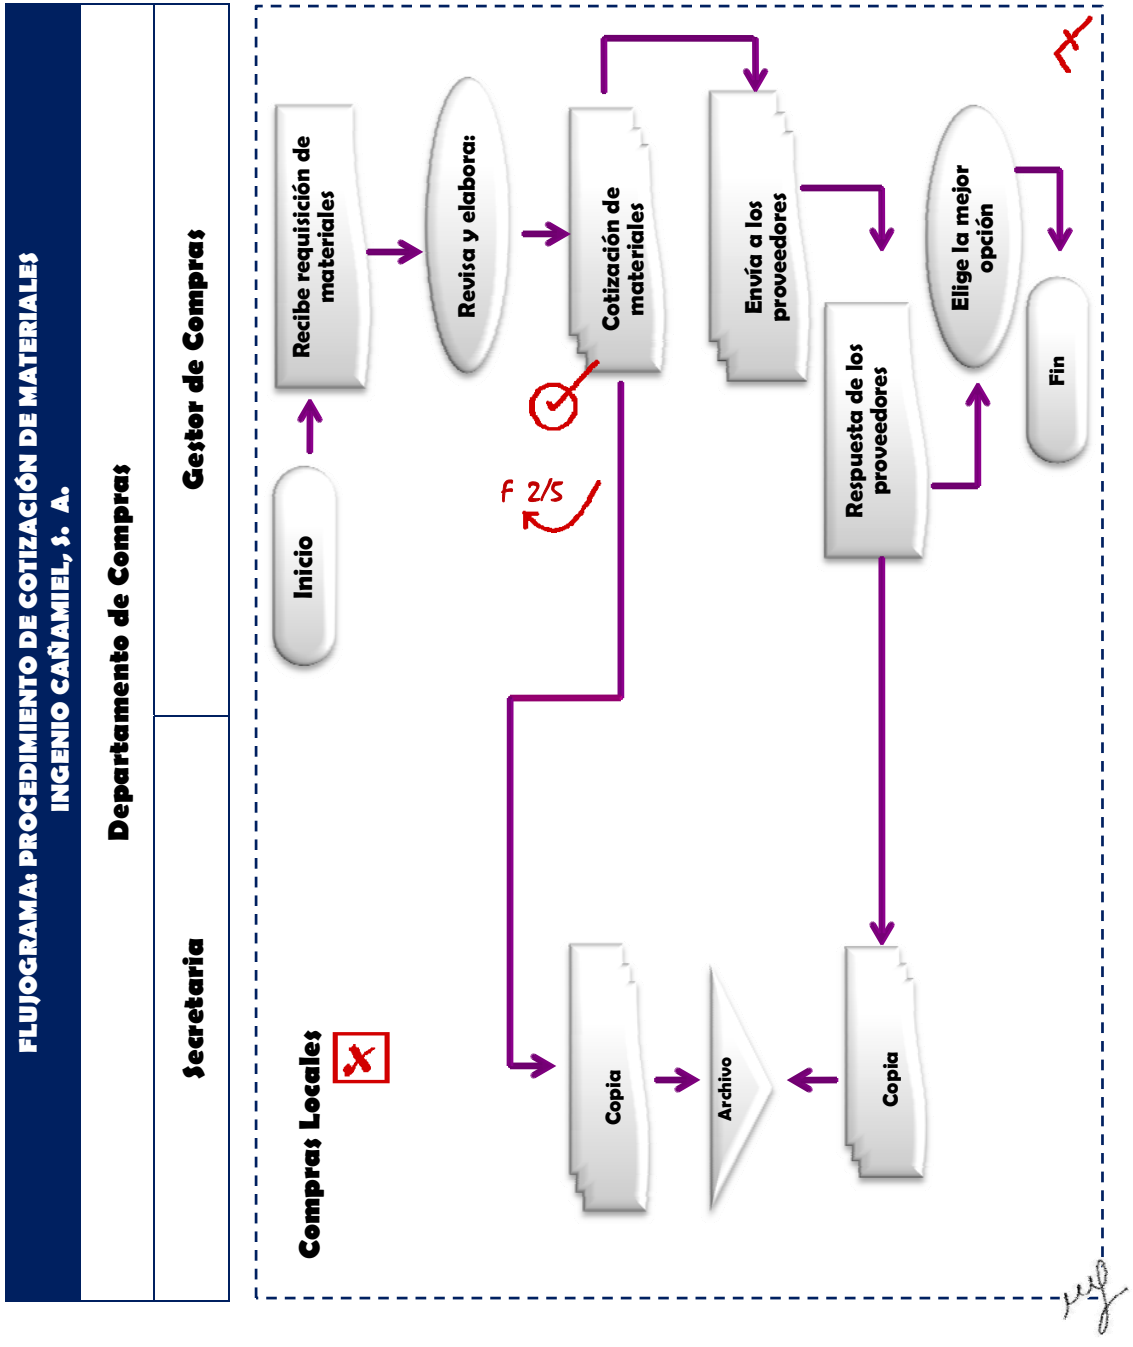 FLUJOGRAMA: PROCEDIMIENTO DE COTIZACIÓN DE MATERIALES
INGENIO CAÑAMIEL, S. A.
Departamento de Compras
Secretaria
Gestor de Compras
Compras Locales
Inicio
Recibe requisición de
materiales
Revisa y elabora:
Cotización de
materiales
F 2/5
Envía a los
proveedores
Respuesta de los
proveedores
Elige la mejor
opción
Fin
Copia
Archivo
Copia